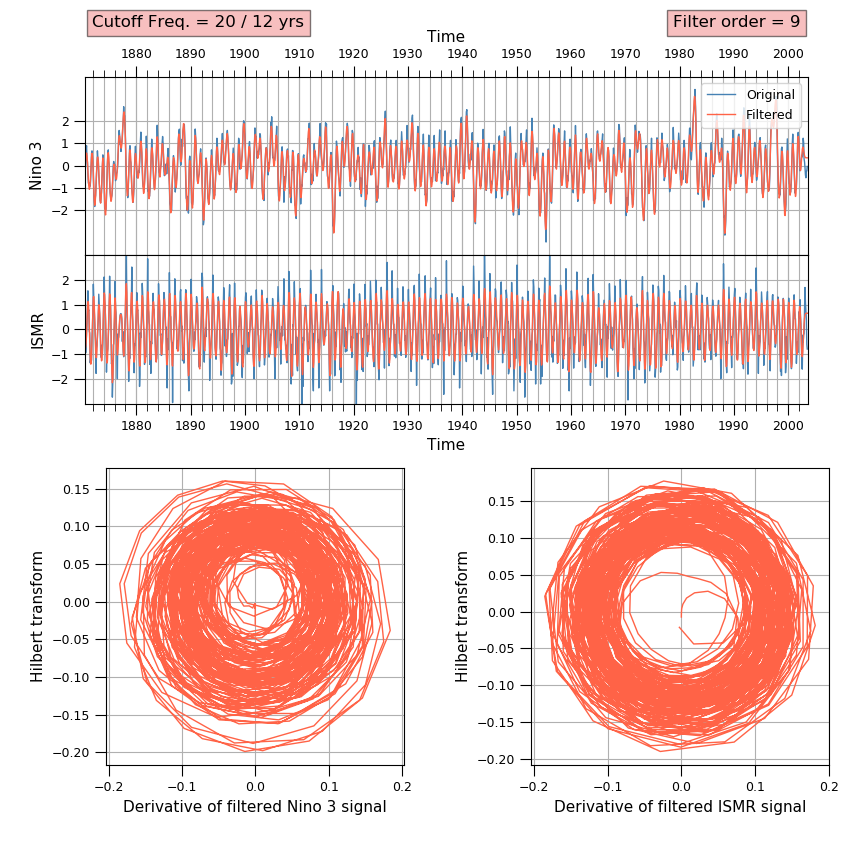 Cutoff Freq. = 20 / 12 yrs
Filter order = 9
Time
1880 1890 1900 1910 1920 1930 1940 1950 1960 1970 1980 1990 2000
Original
Filtered
Nino 3
2
1
0
−1
−2
ISMR
2
1
0
−1
−2
1880 1890 1900 1910 1920 1930 1940 1950 1960 1970 1980 1990 2000
Time
Hilbert transform
0.15
0.10
0.05
0.00
−0.05
−0.10
−0.15
−0.20
−0.2 −0.1 0.0 0.1 0.2
Derivative of filtered Nino 3 signal
Hilbert transform
0.15
0.10
0.05
0.00
−0.05
−0.10
−0.15
−0.20
−0.2 −0.1 0.0 0.1 0.2
Derivative of filtered ISMR signal